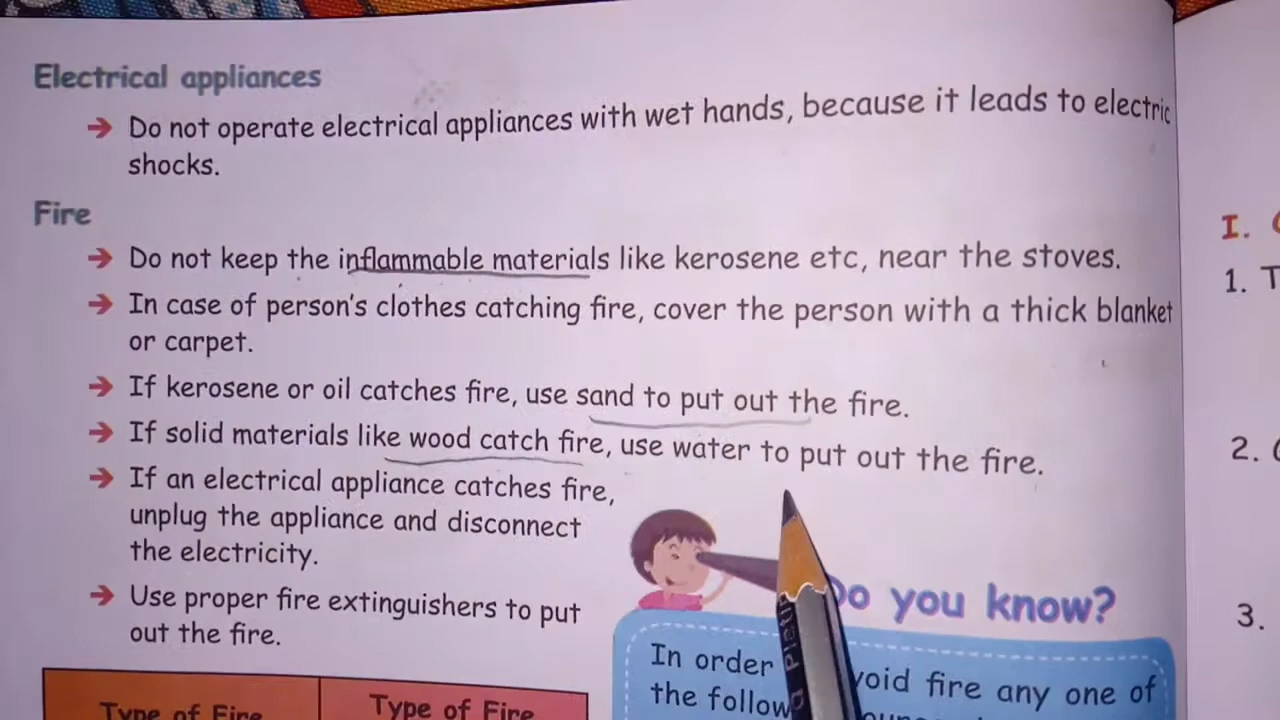 Electrical appliances
→ Do not operate electrical appliances with wet hands, because it leads to electric
shocks.
Fire
→ Do not keep the inflammable materials like kerosene etc, near the stoves.
→ In case of person's clothes catching fire, cover the person with a thick blanket
or carpet.
→ If kerosene or oil catches fire, use sand to put out the fire.
→ If solid materials like wood catch fire, use water to put out the fire.
→ If an electrical appliance catches fire,
unplug the appliance and disconnect
the electricity.
→ Use proper fire extinguishers to put
out the fire.
Type of Fire
Type of Fire
Do you know?
In order
void fire any one of
the follow
I.
1. T
2.
3.